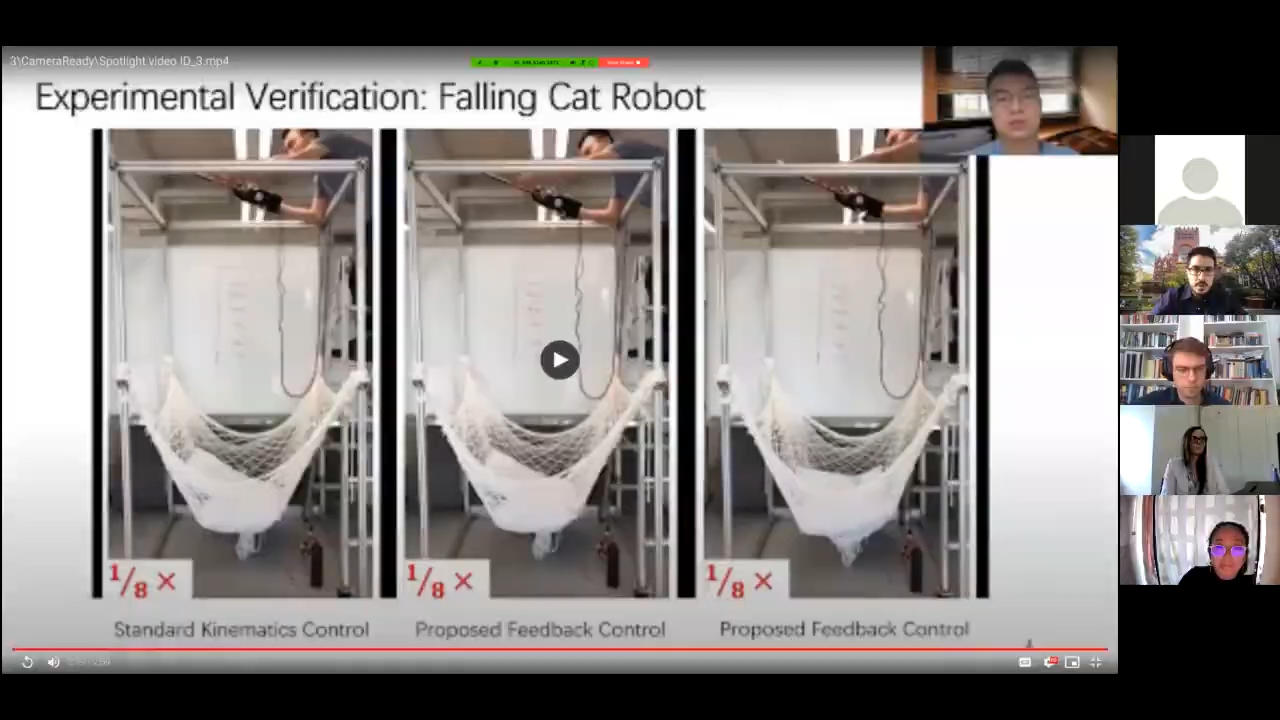 3\CameraReady\Spotlight video ID_3.mp4
Experimental Verification: Falling Cat Robot
1/8 ×
1/8 ×
1/8 ×
Standard Kinematics Control
Proposed Feedback Control
Proposed Feedback Control